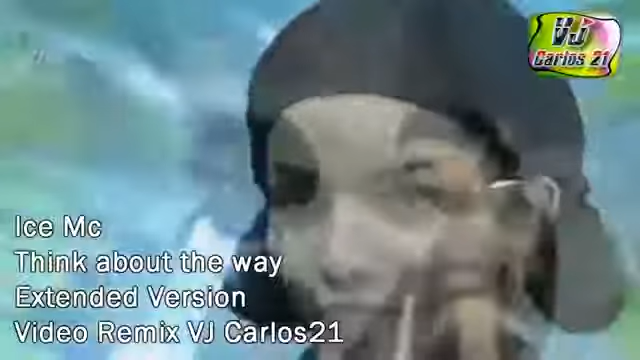 VJ
Carlos 21
Ice Mc
Think about the way
Extended Version
Video Remix VJ Carlos21